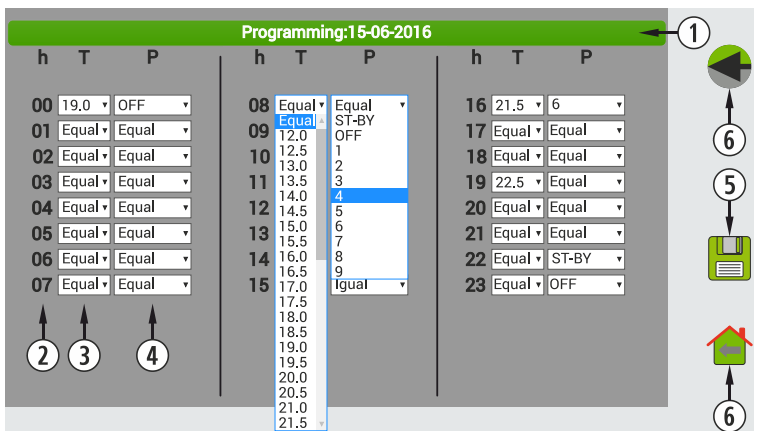 Programming:15-06-2016
1
h T P
00 19.0 OFF
01 Equal Equal
02 Equal Equal
03 Equal Equal
04 Equal Equal
05 Equal Equal
06 Equal Equal
07 Equal Equal
2 3 4
h T P
08 Equal Equal
09
10
11
12
13
14
15 Igual
Equal
12.0
12.5
13.0
13.5
14.0
14.5
15.0
15.5
16.0
16.5
17.0
17.5
18.0
18.5
19.0
19.5
20.0
20.5
21.0
21.5
ST-BY
OFF
1
2
3
4
5
6
7
8
9
h T P
16 21.5 6
17 Equal Equal
18 Equal Equal
19 22.5 Equal
20 Equal Equal
21 Equal Equal
22 Equal ST-BY
23 Equal OFF
6
5
6